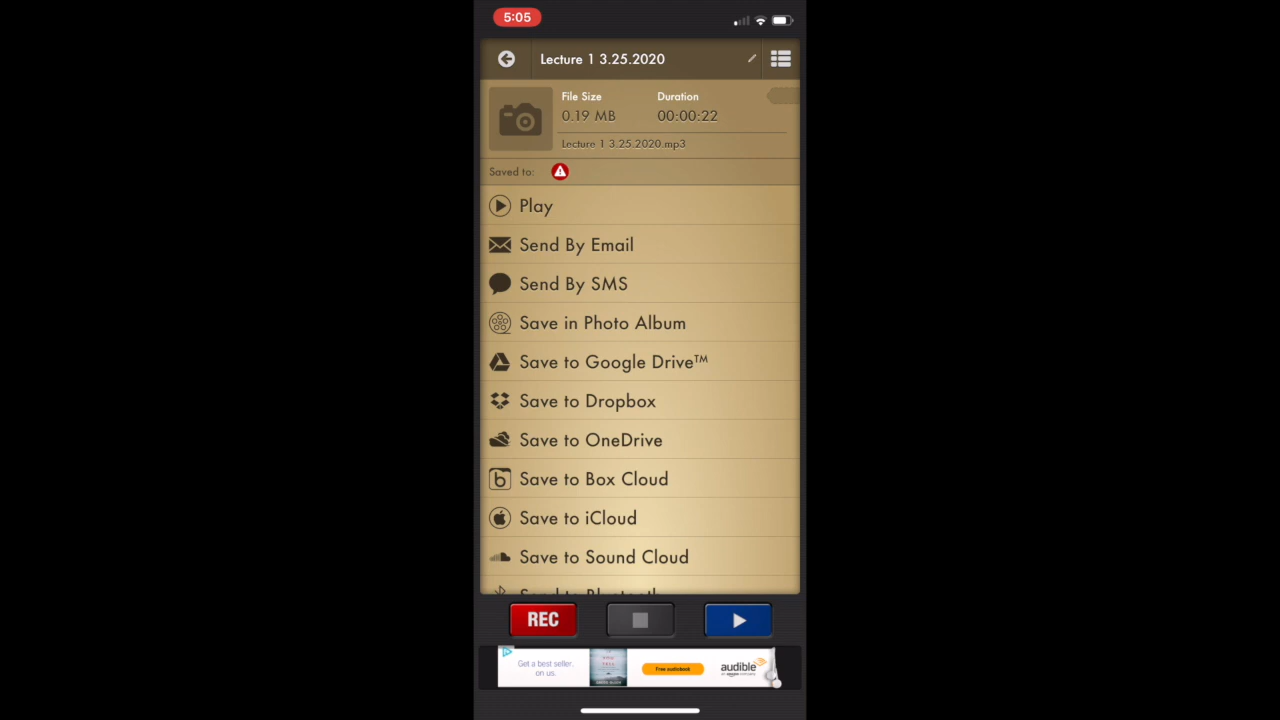 5:05
Lecture 1 3.25.2020
File Size
Duration
0.19 MB
00:00:22
Lecture 1 3.25.2020.mp3
Saved to:
Play
Send By Email
Send By SMS
Save in Photo Album
Save to Google Drive™
Save to Dropbox
Save to OneDrive
Save to Box Cloud
Save to iCloud
Save to Sound Cloud
REC
Get a best seller,
on us.
Free audiobook
audible